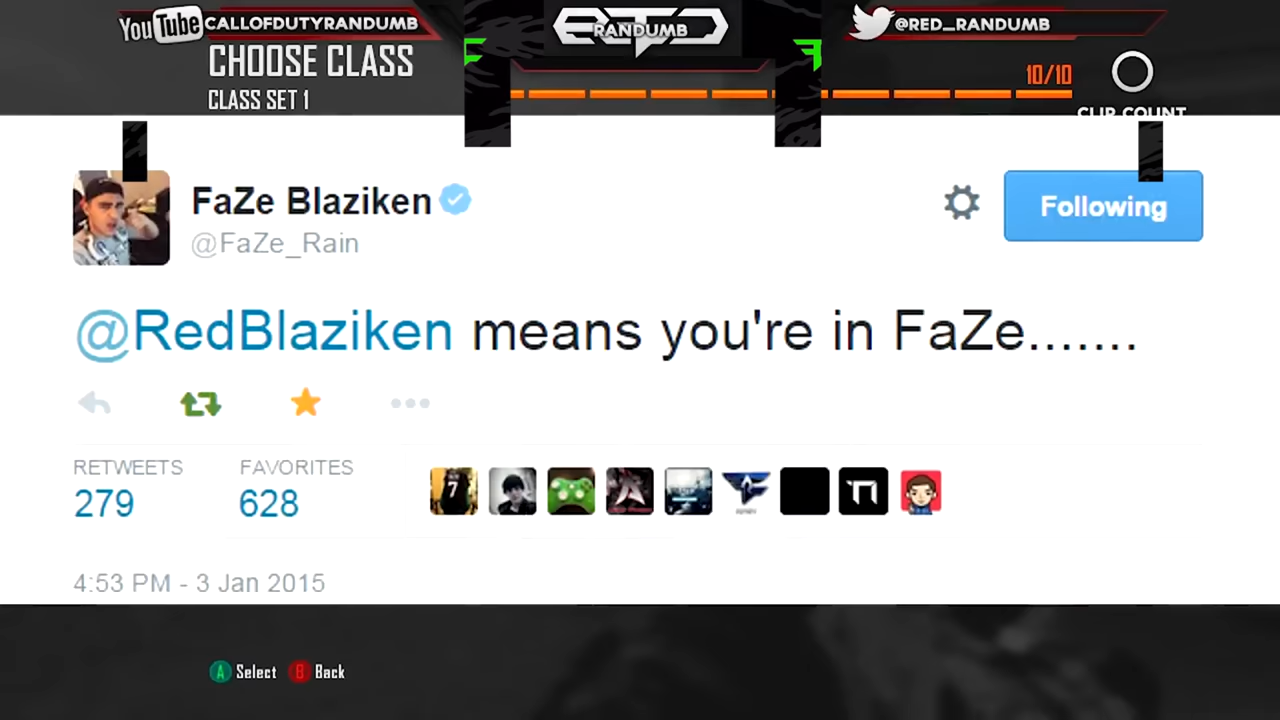 YouTube CALLOFDUTYRANDUMB
RANDUMB
@RED_RANDUMB
CHOOSE CLASS
CLASS SET 1
10/10
CLIP COUNT
FaZe Blaziken
@FaZe_Rain
Following
@RedBlaziken means you're in FaZe.......
RETWEETS
FAVORITES
279
628
7
4:53 PM - 3 Jan 2015
A Select B Back